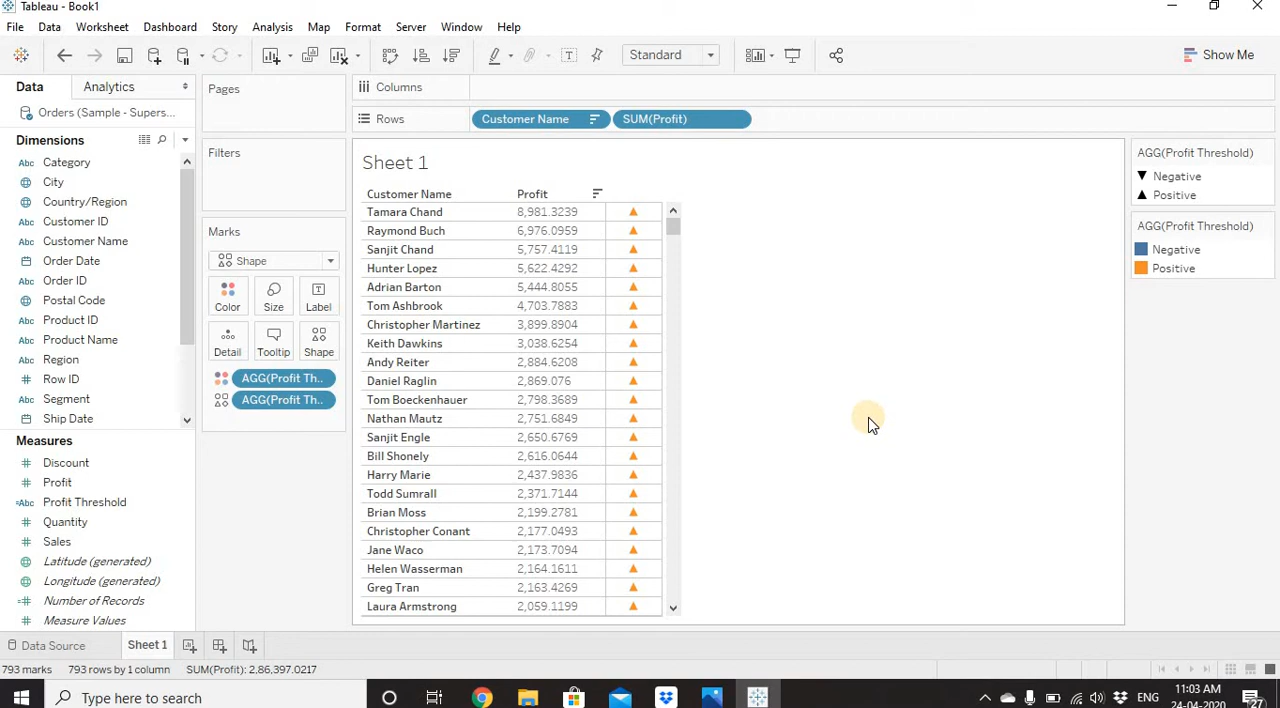 Tableau - Book1
File Data Worksheet Dashboard Story Analysis Map Format Server Window Help
Standard
Show Me
Data Analytics
Orders (Sample - Supers...
Dimensions
Abc Category
City
Country/Region
Abc Customer ID
Abc Customer Name
Order Date
Abc Order ID
Postal Code
Abc Product ID
Abc Product Name
Abc Region
# Row ID
Abc Segment
Ship Date
Measures
# Discount
# Profit
=Abc Profit Threshold
# Quantity
# Sales
Latitude (generated)
Longitude (generated)
=# Number of Records
# Measure Values
Pages
Filters
Marks
Shape
Color Size Label
Detail Tooltip Shape
AGG(Profit Th..
AGG(Profit Th..
Columns
Rows Customer Name SUM(Profit)
Sheet 1
Customer Name Profit
Tamara Chand 8,981.3239
Raymond Buch 6,976.0959
Sanjit Chand 5,757.4119
Hunter Lopez 5,622.4292
Adrian Barton 5,444.8055
Tom Ashbrook 4,703.7883
Christopher Martinez 3,899.8904
Keith Dawkins 3,038.6254
Andy Reiter 2,884.6208
Daniel Raglin 2,869.076
Tom Boeckenhauer 2,798.3689
Nathan Mautz 2,751.6849
Sanjit Engle 2,650.6769
Bill Shonely 2,616.0644
Harry Marie 2,437.9836
Todd Sumrall 2,371.7144
Brian Moss 2,199.2781
Christopher Conant 2,177.0493
Jane Waco 2,173.7094
Helen Wasserman 2,164.1611
Greg Tran 2,163.4269
Laura Armstrong 2,059.1199
AGG(Profit Threshold)
Negative
Positive
AGG(Profit Threshold)
Negative
Positive
Data Source Sheet 1
793 marks 793 rows by 1 column SUM(Profit): 2,86,397.0217
Type here to search
ENG
11:03 AM
24-04-2020
27